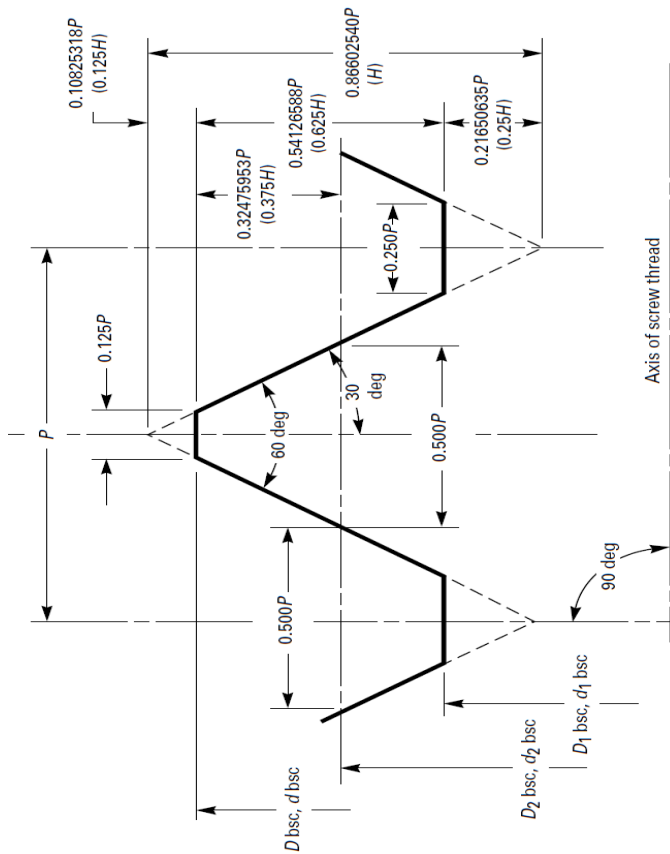 P
0.125P
0.10825318P
(0.125H)
0.32475953P
(0.375H)
0.54126588P
(0.625H)
0.86602540P
(H)
0.21650635P
(0.25H)
60 deg
30
deg
0.250P
0.500P
0.500P
90 deg
D bsc, d bsc
D2 bsc, d2 bsc
D1 bsc, d1 bsc
Axis of screw thread